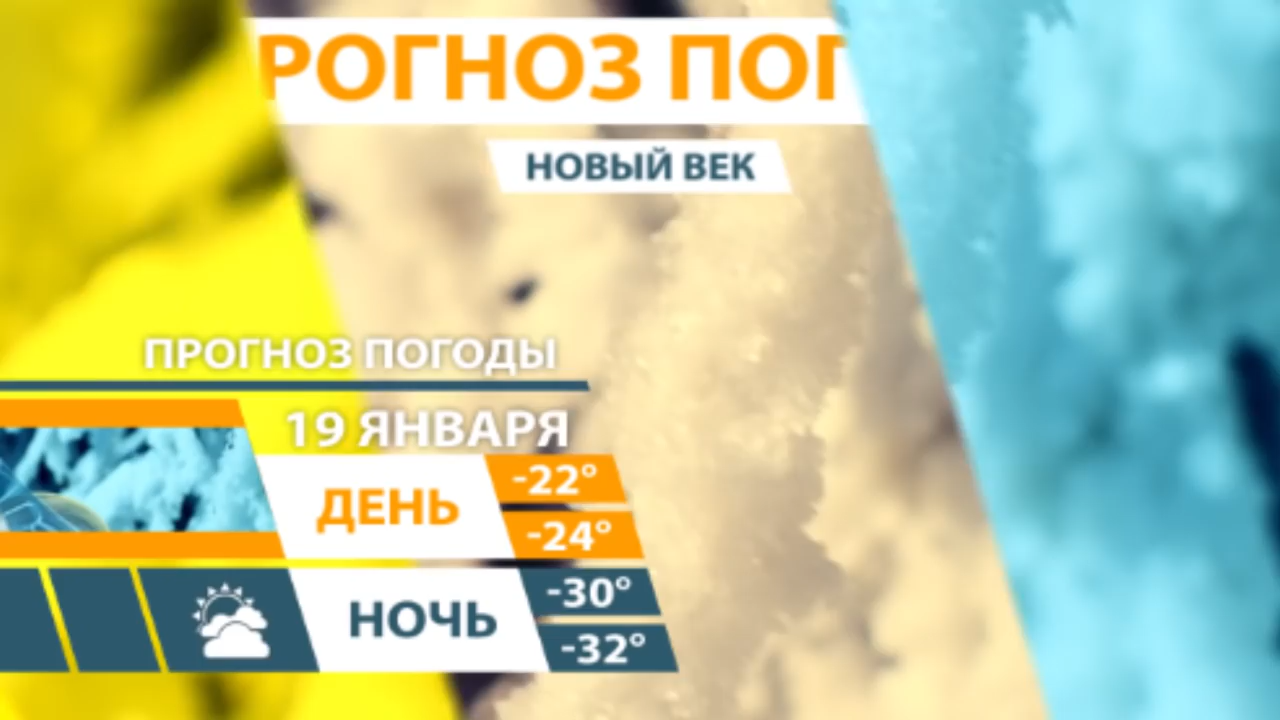 РОГНОЗ ПОГ
НОВЫЙ ВЕК
ПРОГНОЗ ПОГОДЫ
19 ЯНВАРЯ
ДЕНЬ
-22°
-24°
НОЧЬ
-30°
-32°